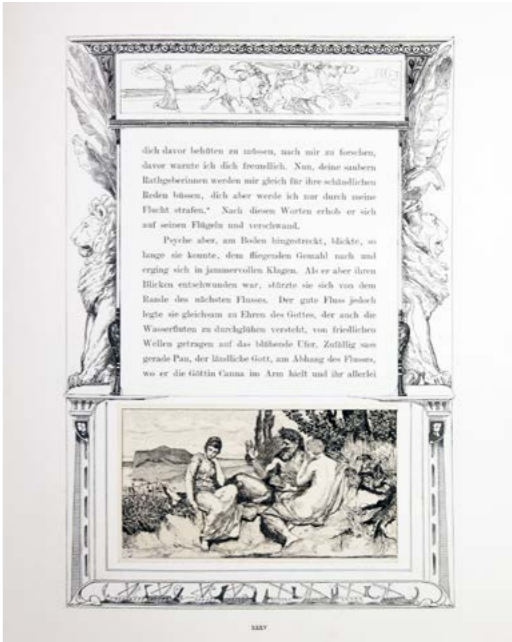 dich davor behüten zu müssen, nach mir zu forschen,
davor warnte ich dich freundlich. Nun, deine saubern
Rathgeberinnen werden mir gleich für ihre schändlichen
Reden büssen, dich aber werde ich nur durch meine
Flucht strafen.“ Nach diesen Worten erhob er sich
auf seinen Flügeln und verschwand.
Psyche aber, am Boden hingestreckt, blickte, so
lange sie konnte, dem fliegenden Gemahl nach und
erging sich in jammervollen Klagen. Als er aber ihren
Blicken entschwunden war, stürzte sie sich von dem
Rande des nächsten Flusses. Der gute Fluss jedoch
legte sie gleichsam zu Ehren des Gottes, der auch die
Wasserfluten zu durchglühen versteht, von friedlichen
Wellen getragen auf das blühende Ufer. Zufällig sass
gerade Pan, der ländliche Gott, am Abhang des Flusses,
wo er die Göttin Canna im Arm hielt und ihr allerlei